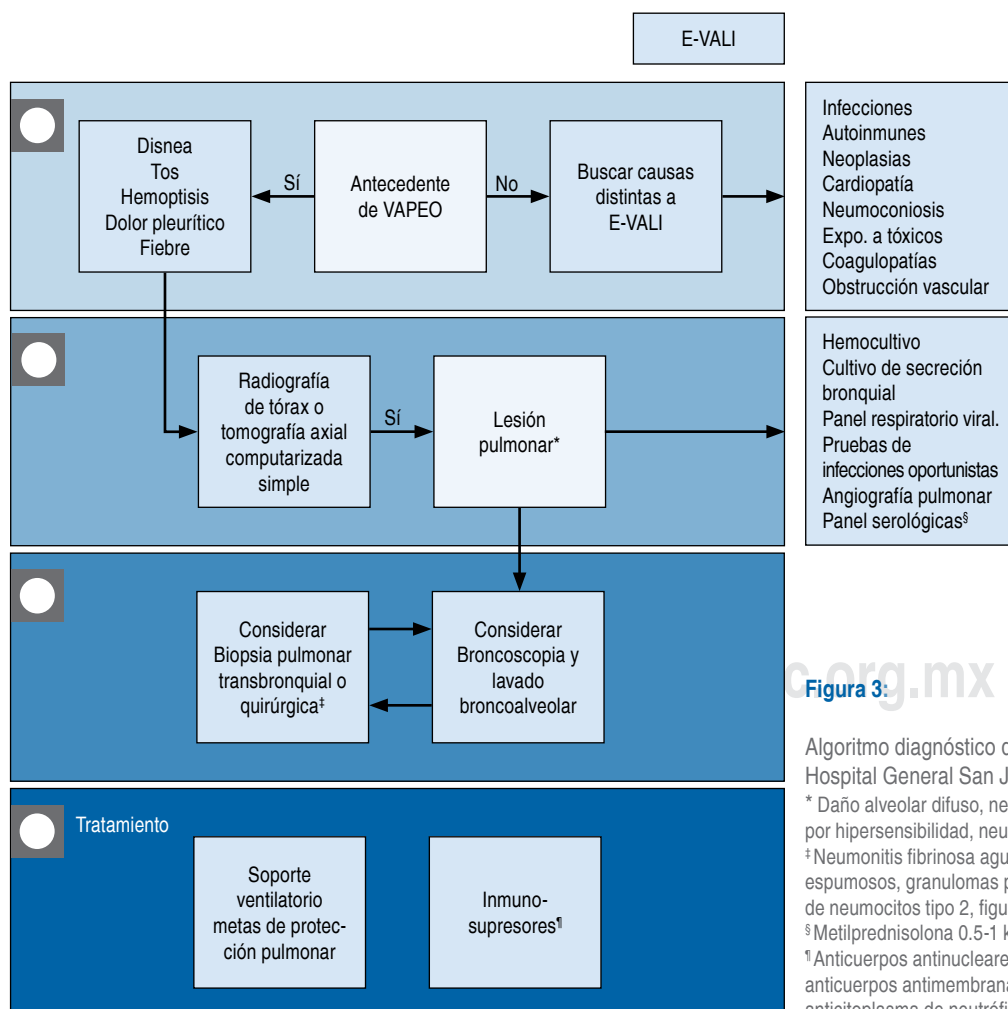 E-VALI
Disnea
Tos
Hemoptisis
Dolor pleurítico
Fiebre
Sí
Antecedente
de VAPEO
No
Buscar causas
distintas a
E-VALI
Infecciones
Autoinmunes
Neoplasias
Cardiopatía
Neumoconiosis
Expo. a tóxicos
Coagulopatías
Obstrucción vascular
Radiografía
de tórax o
tomografía axial
computarizada
simple
Sí
Lesión
pulmonar*
Hemocultivo
Cultivo de secreción
bronquial
Panel respiratorio viral.
Pruebas de
infecciones oportunistas
Angiografía pulmonar
Panel serológicas§
Considerar
Biopsia pulmonar
transbronquial o
quirúrgica‡
Considerar
Broncoscopia y
lavado
broncoalveolar
Tratamiento
Soporte
ventilatorio
metas de protec-
ción pulmonar
Inmuno-
supresores¶
c.org.mx
Figura 3:
Algoritmo diagnóstico
Hospital General San
* Daño alveolar difuso,
por hipersensibilidad,
‡ Neumonitis fibrinosa
espumosos, granulomas
de neumocitos tipo 2,
§ Metilprednisolona 0.5-1
¶ Anticuerpos
anticuerpos